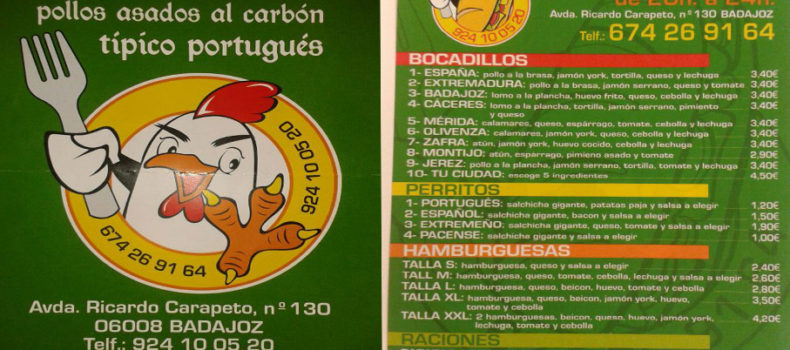 pollos asados al carbón
típico portugués
924 10 05 20
674 26 91 64
Avda. Ricardo Carapeto, nº 130
06008 BADAJOZ
Telf.: 924 10 05 20
924 10 05 20
de 20h. a 24h.
Avda. Ricardo Carapeto, nº 130 BADAJOZ
Telf.: 674 26 91 64
BOCADILLOS
1- ESPAÑA: pollo a la brasa, jamón york, tortilla, queso y lechuga 3,40€
2- EXTREMADURA: pollo a la brasa, jamón serrano, queso y tomate 3,40€
3- BADAJOZ: lomo a la plancha, huevo frito, queso, cebolla y lechuga 3,40€
4- CÁCERES: lomo a la plancha, tortilla, jamón serrano, pimiento
y queso 3,40€
5- MÉRIDA: calamares, queso, espárrago, tomate, cebolla y lechuga 3,40€
6- OLIVENZA: calamares, jamón york, queso, cebolla y lechuga 3,40€
7- ZAFRA: atún, jamón york, huevo cocido, cebolla y lechuga 3,40€
8- MONTIJO: atún, espárrago, pimieno asado y tomate 2,90€
9- JEREZ: pollo a la plancha, jamón serrano, tortilla, tomate y lechuga 3,40€
10- TU CIUDAD: escoge 5 ingredientes 4,50€
PERRITOS
1- PORTUGUÉS: salchicha gigante, patatas paja y salsa a elegir 1,20€
2- ESPAÑOL: salchicha gigante, bacon y salsa a elegir 1,50€
3- EXTREMEÑO: salchicha gigante, queso, tomate y salsa a elegir 1,90€
4- PACENSE: salchicha gigante y salsa a elegir 1,00€
HAMBURGUESAS
TALLA S: hamburguesa, queso y salsa a elegir 2,40€
TALL M: hamburguesa, queso, tomate, cebolla, lechuga y salsa a elegir 2,60€
TALLA L: hamburguesa, queso, beicon, huevo, tomate y cebolla 2,80€
TALLA XL: hamburguesa, queso, beicon, jamón york, huevo,
tomate y cebolla 3,50€
TALLA XXL: 2 hamburguesas, beicon, queso, huevo, jamón york,
lechuga, tomate y cebolla 4,20€
RACIONES